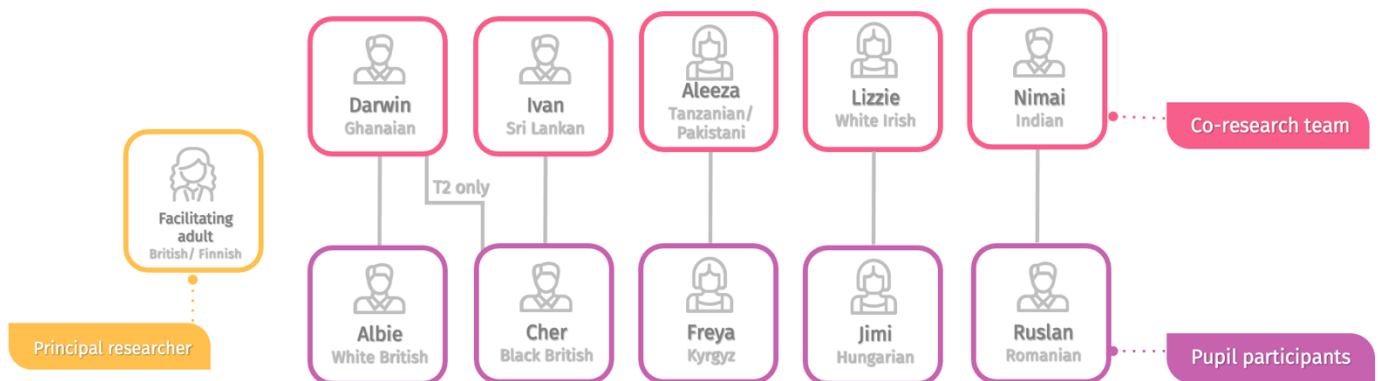 Darwin
Ghanaian
Ivan
Sri Lankan
Aleeza
Tanzanian/
Pakistani
Lizzie
White Irish
Nimai
Indian
Co-research team
T2 only
Facilitating
adult
British/ Finnish
Principal researcher
Albie
White British
Cher
Black British
Freya
Kyrgyz
Jimi
Hungarian
Ruslan
Romanian
Pupil participants